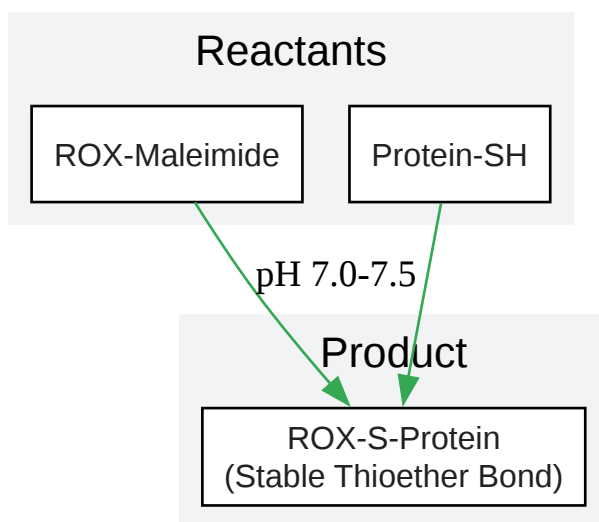 Reactants
ROX-Maleimide
Protein-SH
pH 7.0-7.5
Product
ROX-S-Protein
(Stable Thioether Bond)